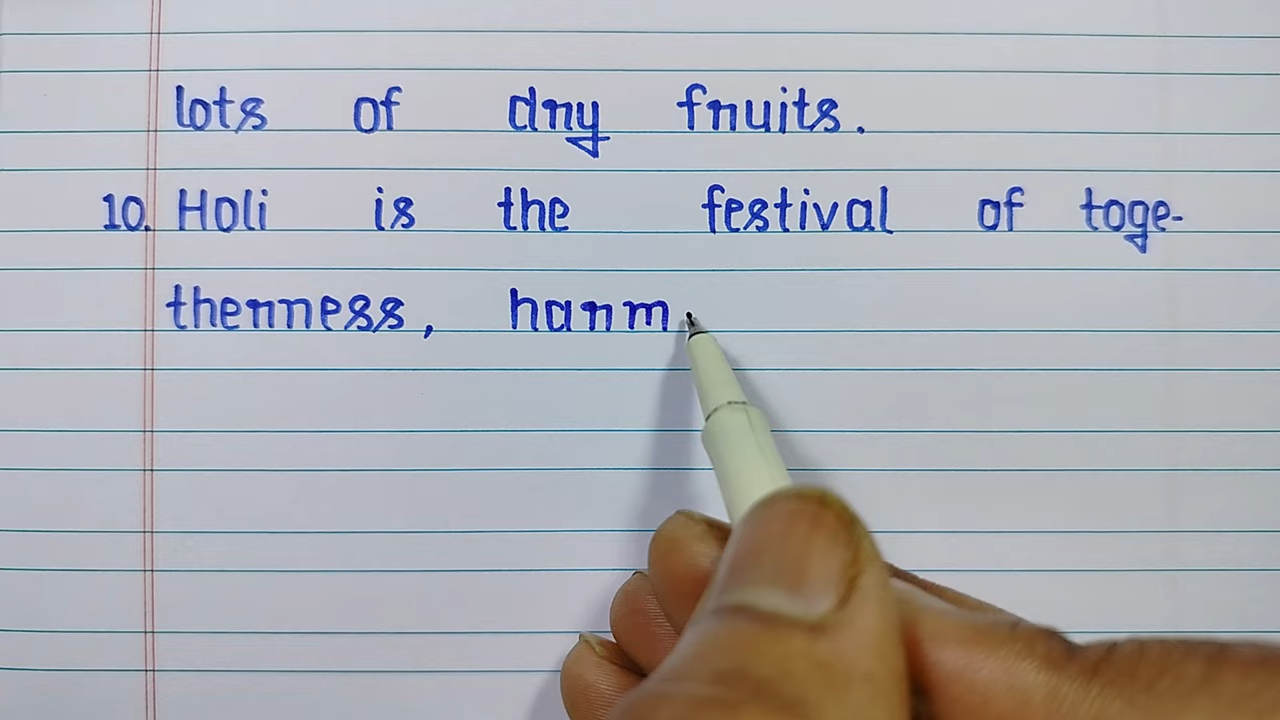 lots of dry fruits.
10. Holi is the festival of toge-
therness, harm